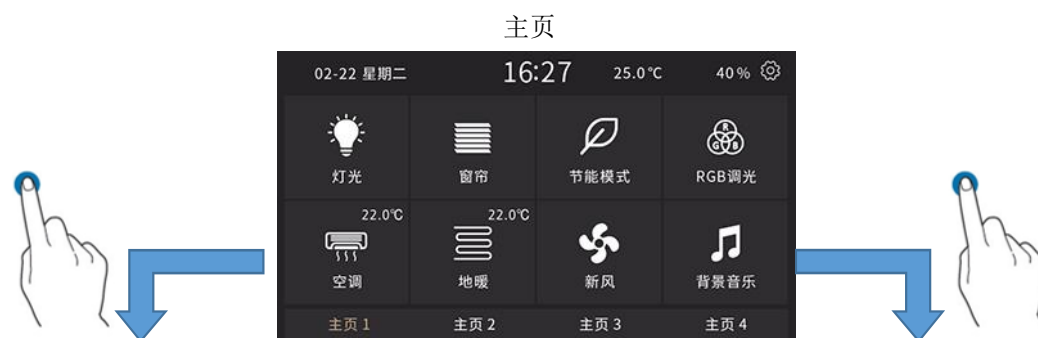 主页
02-22 星期二 16:27 25.0℃ 40% 
灯光 窗帘 节能模式 RGB调光
R
G B
22.0℃ 22.0℃
空调 地暖 新风 背景音乐
主页 1 主页 2 主页 3 主页 4